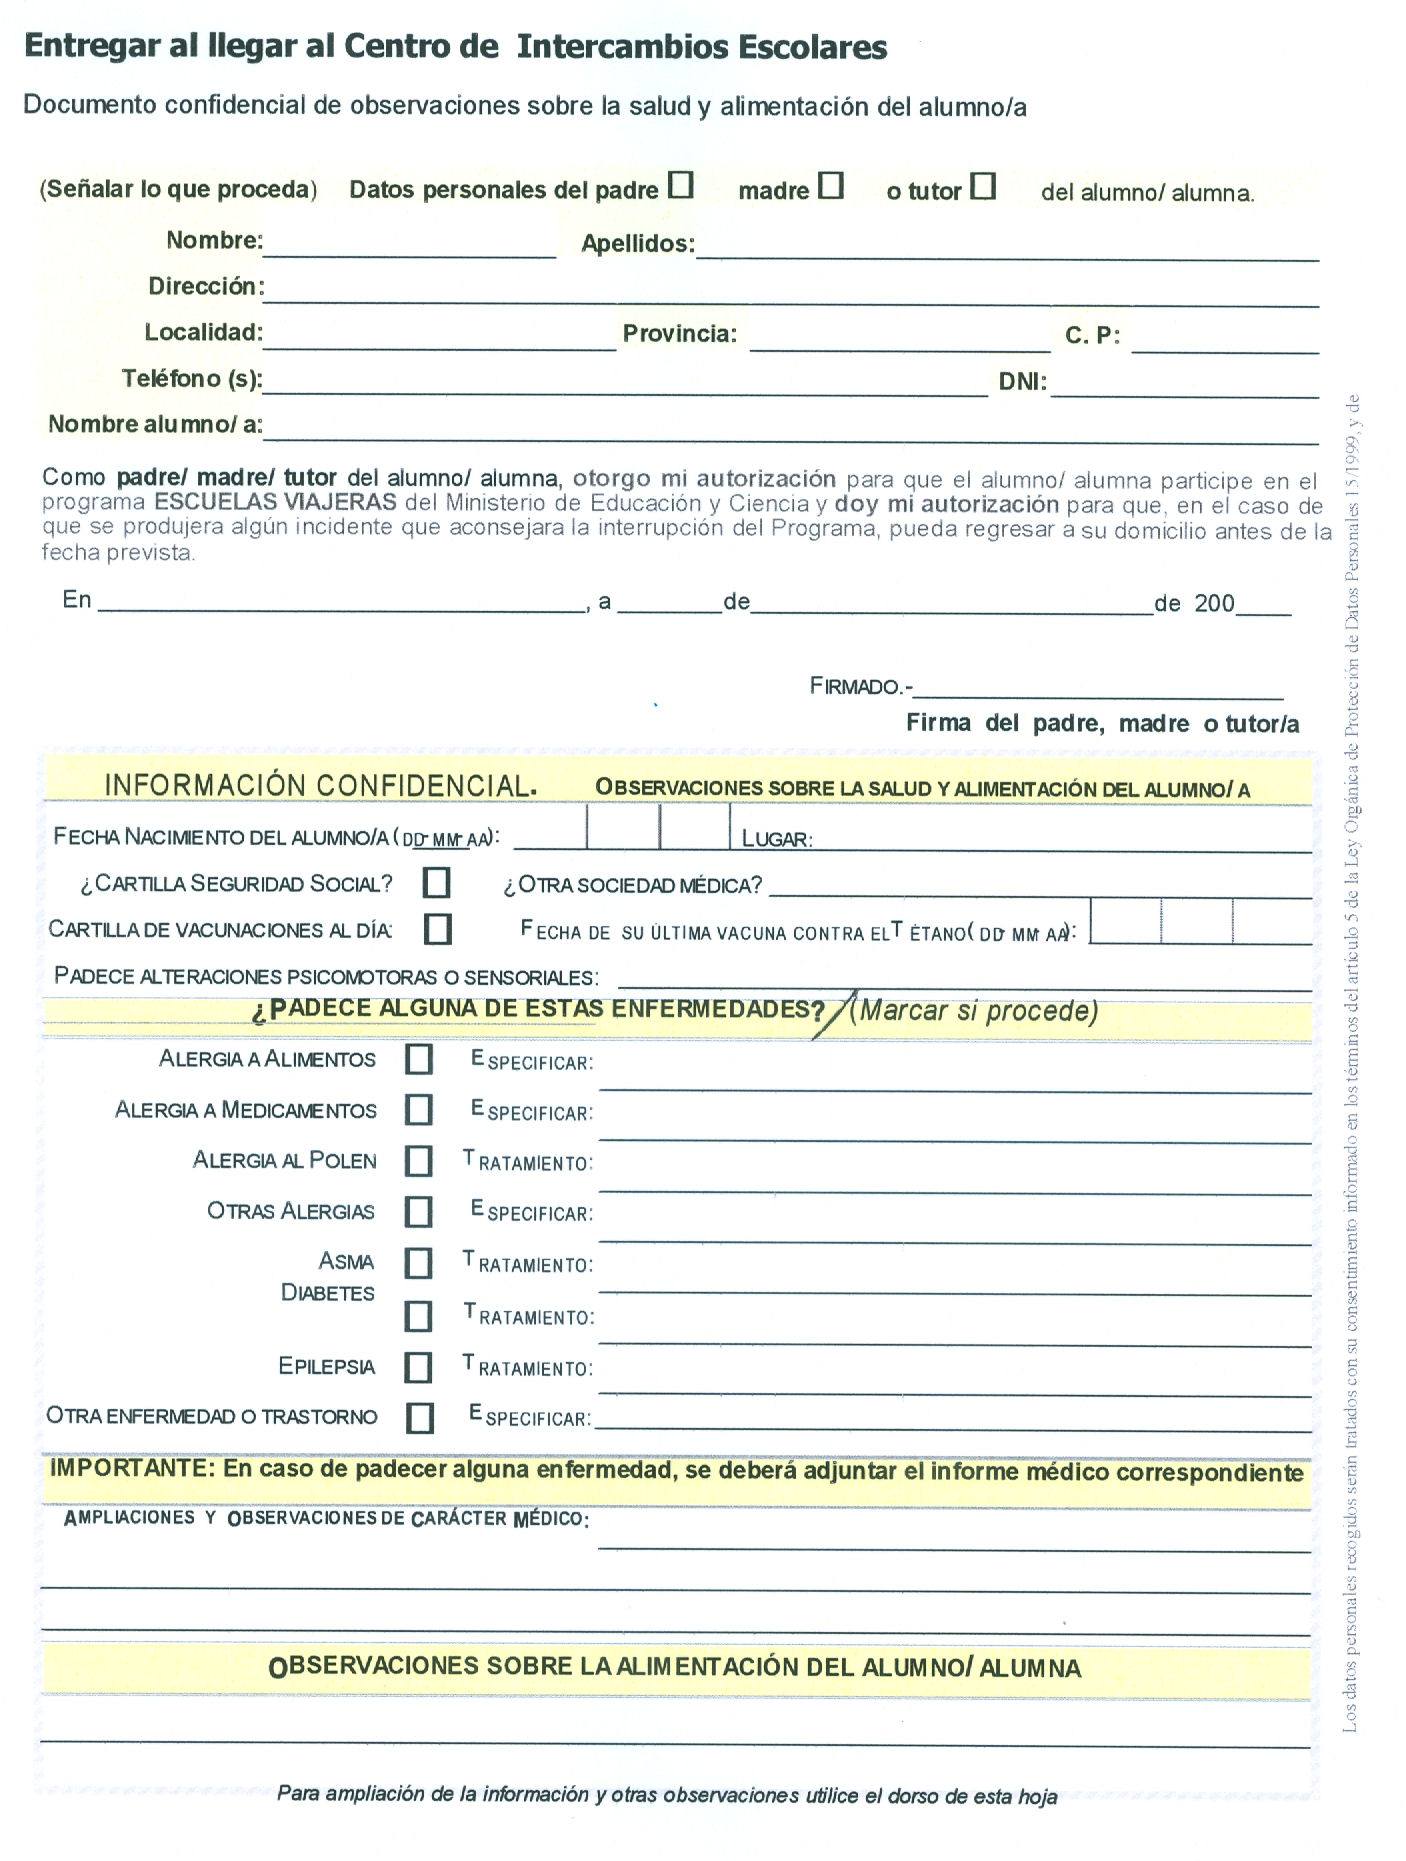 Entregar al llegar al Centro de Intercambios Escolares
Documento confidencial de observaciones sobre la salud y alimentación del alumno/a
(Señalar lo que proceda) Datos personales del padre madre o tutor del alumno/ alumna.
Nombre: Apellidos:
Dirección:
Localidad: Provincia: C. P:
Teléfono (s): DNI:
Nombre alumno/ a:
Como padre/ madre/ tutor del alumno/ alumna, otorgo mi autorización para que el alumno/ alumna participe en el
programa ESCUELAS VIAJERAS del Ministerio de Educación y Ciencia y doy mi autorización para que, en el caso de
que se produjera algún incidente que aconsejara la interrupción del Programa, pueda regresar a su domicilio antes de la
fecha prevista.
En , a de de 200
FIRMADO.-
Firma del padre, madre o tutor/a
INFORMACIÓN CONFIDENCIAL. OBSERVACIONES SOBRE LA SALUD Y ALIMENTACIÓN DEL ALUMNO/ A
FECHA NACIMIENTO DEL ALUMNO/A (DD- MM- AA): LUGAR:
¿CARTILLA SEGURIDAD SOCIAL? ¿OTRA SOCIEDAD MÉDICA?
CARTILLA DE VACUNACIONES AL DÍA: FECHA DE SU ÚLTIMA VACUNA CONTRA EL TÉTANO( DD- MM- AA):
PADECE ALTERACIONES PSICOMOTORAS O SENSORIALES:
¿PADECE ALGUNA DE ESTAS ENFERMEDADES? (Marcar si procede)
ALERGIA A ALIMENTOS ESPECIFICAR:
ALERGIA A MEDICAMENTOS ESPECIFICAR:
ALERGIA AL POLEN TRATAMIENTO:
OTRAS ALERGIAS ESPECIFICAR:
ASMA TRATAMIENTO:
DIABETES TRATAMIENTO:
EPILEPSIA TRATAMIENTO:
OTRA ENFERMEDAD O TRASTORNO ESPECIFICAR:
IMPORTANTE: En caso de padecer alguna enfermedad, se deberá adjuntar el informe médico correspondiente
AMPLIACIONES Y OBSERVACIONES DE CARÁCTER MÉDICO:
OBSERVACIONES SOBRE LA ALIMENTACIÓN DEL ALUMNO/ ALUMNA
Para ampliación de la información y otras observaciones utilice el dorso de esta hoja
Los datos personales recogidos serán tratados con su consentimiento informado en los términos del artículo 5 de la Ley Orgánica de Protección de Datos Personales 15/1999, y de